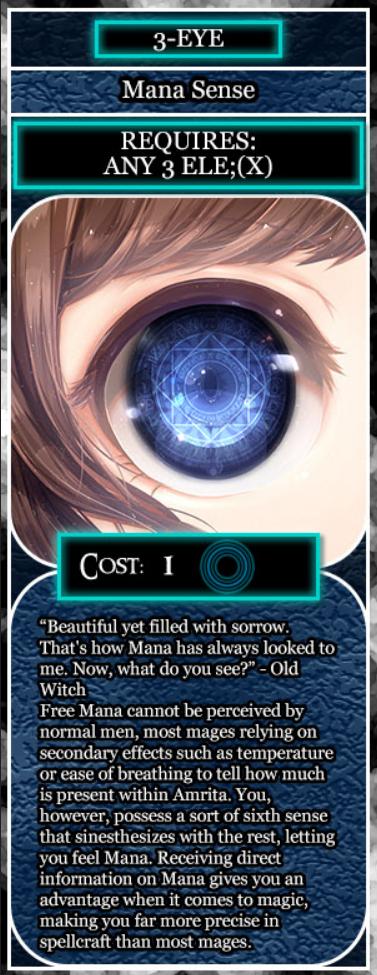 3-EYE
Mana Sense
REQUIRES:
ANY 3 ELE;(X)
COST: 1
“Beautiful yet filled with sorrow.
That's how Mana has always looked to
me. Now, what do you see?” - Old
Witch
Free Mana cannot be perceived by
normal men, most mages relying on
secondary effects such as temperature
or ease of breathing to tell how much
is present within Amrita. You,
however, possess a sort of sixth sense
that sinesthesizes with the rest, letting
you feel Mana. Receiving direct
information on Mana gives you an
advantage when it comes to magic,
making you far more precise in
spellcraft than most mages.